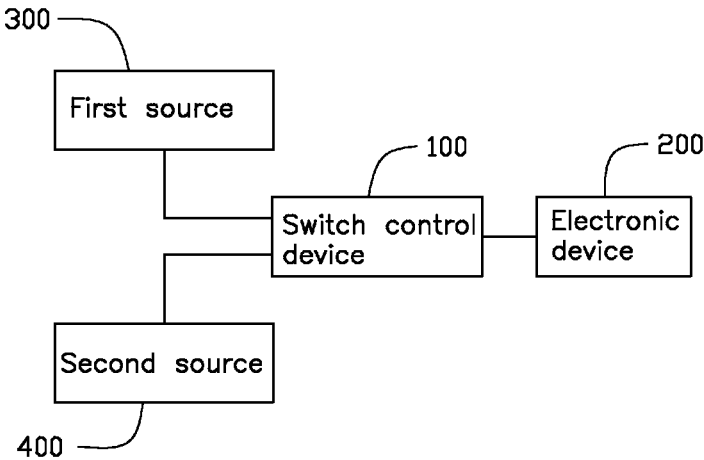 300
First source
100
200
Switch control
device
Electronic
device
Second source
400